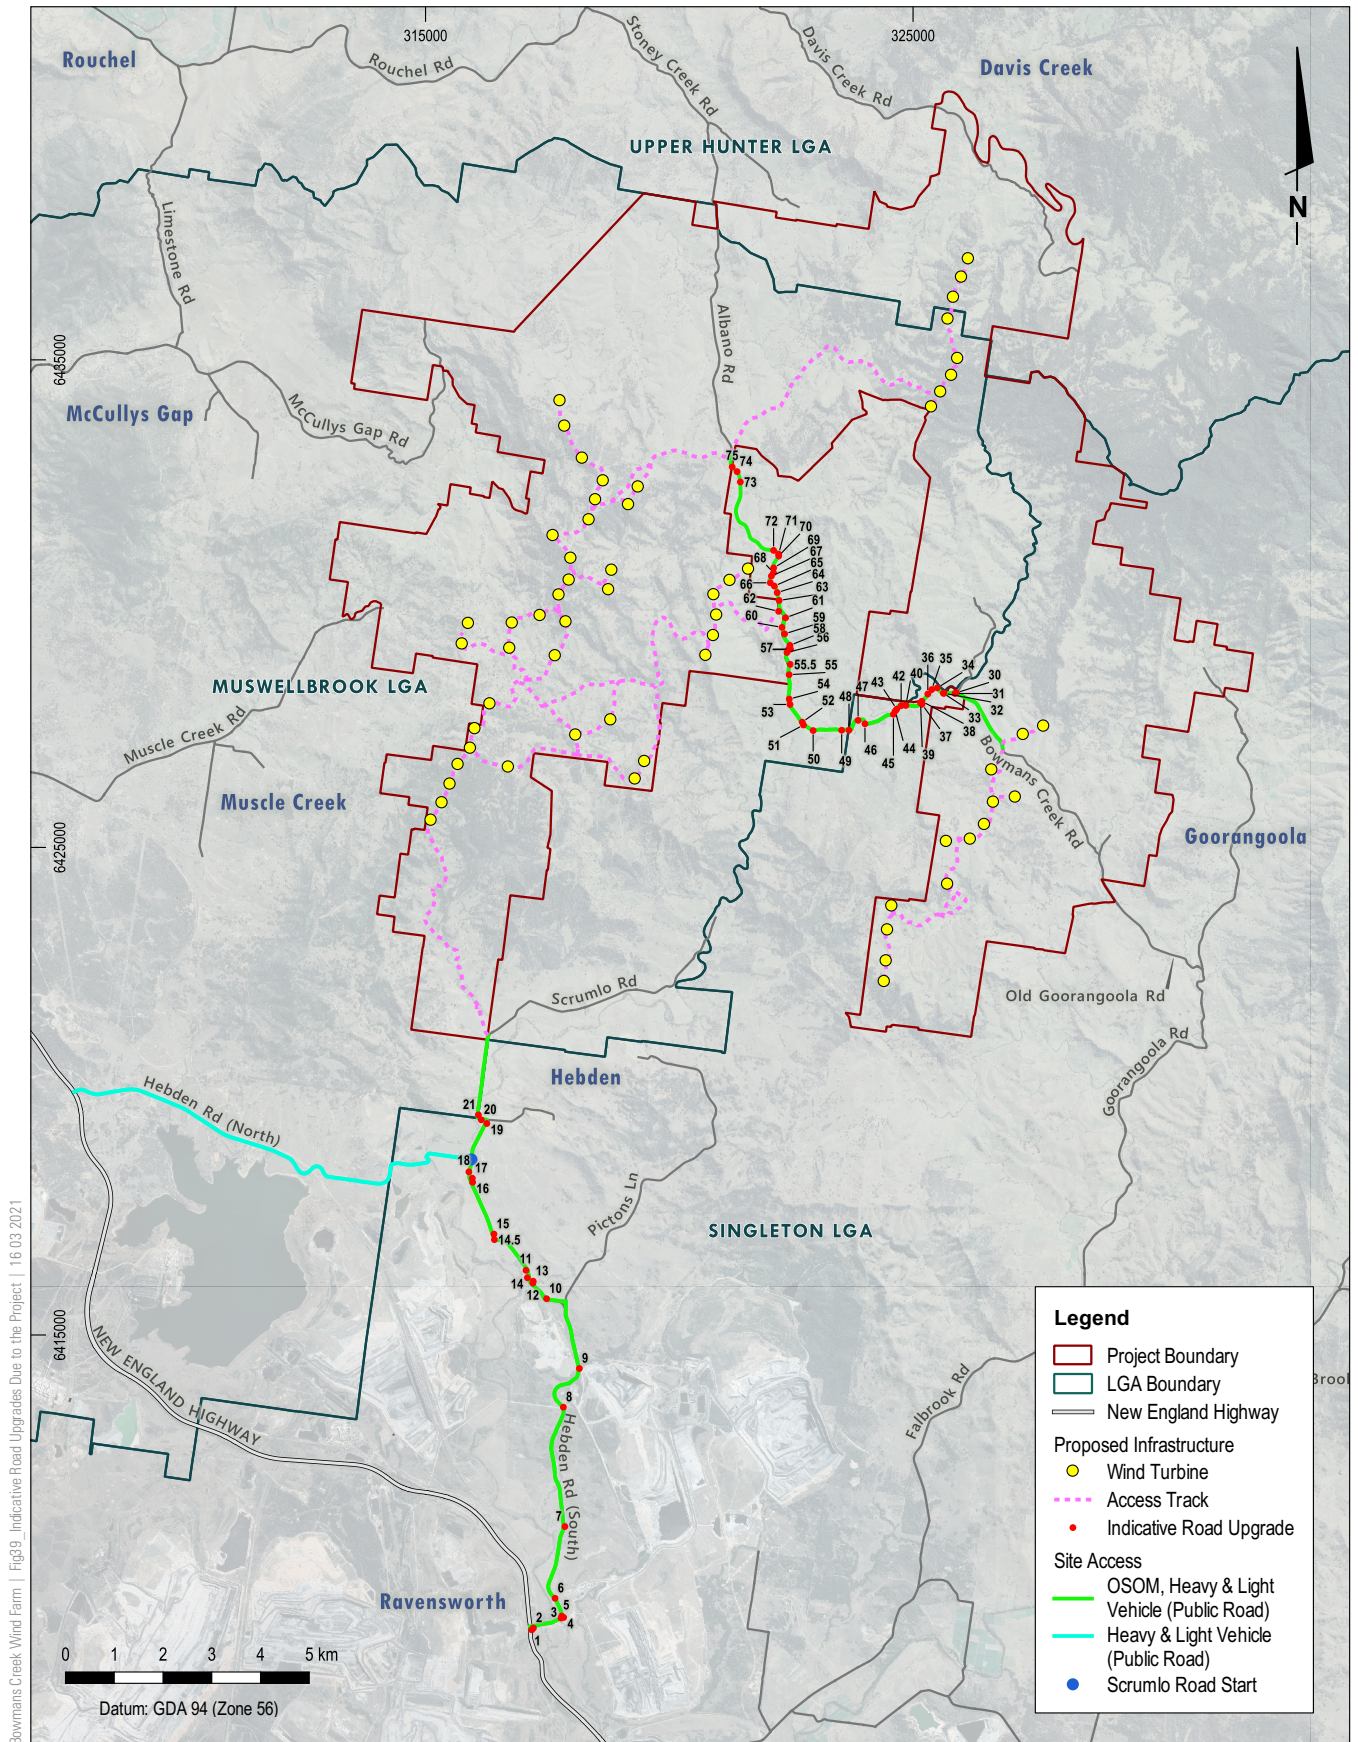 315000
325000
Rouchel
Rouchel Rd
Stoney Creek Rd
Davis Creek Rd
Davis Creek
UPPER HUNTER LGA
N
Limestone Rd
Albano Rd
6435000
McCullys Gap
McCullys Gap Rd
75
74
73
72
71
70
69
67
68
65
64
66
63
62
61
60
59
58
57
56
55.5
55
54
53
52
51
50
49
48
47
46
45
44
43
42
40
39
38
37
36
35
34
33
32
31
30
MUSWELLBROOK LGA
Muscle Creek Rd
Muscle Creek
Bowmans Creek Rd
Goorangoola
6425000
Scrumlo Rd
Old Goorangoola Rd
Goorangoola Rd
Hebden
Hebden Rd (North)
21
20
19
18
17
16
15
14.5
11
13
14
12
10
Pictons Ln
SINGLETON LGA
6415000
NEW ENGLAND HIGHWAY
9
8
Hebden Rd (South)
7
6
5
3
4
2
1
Ravensworth
Falbrook Rd
Brool
0 1 2 3 4 5 km
Datum: GDA 94 (Zone 56)
Legend
Project Boundary
LGA Boundary
New England Highway
Proposed Infrastructure
Wind Turbine
Access Track
Indicative Road Upgrade
Site Access
OSOM, Heavy & Light
Vehicle (Public Road)
Heavy & Light Vehicle
(Public Road)
Scrumlo Road Start
Bowmans Creek Wind Farm | Fig39_Indicative Road Upgrades Due to the Project | 16 03 2021